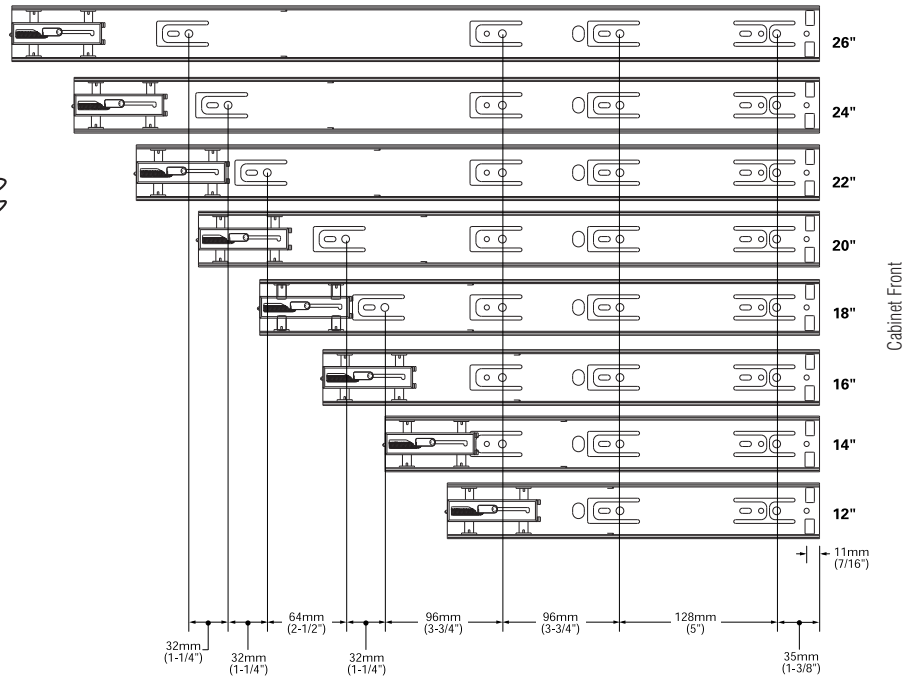 26"
24"
22"
20"
18"
Cabinet Front
16"
14"
12"
11mm
(7/16")
64mm
(2-1/2")
96mm
(3-3/4")
96mm
(3-3/4")
128mm
(5")
32mm
(1-1/4")
32mm
(1-1/4")
32mm
(1-1/4")
35mm
(1-3/8")